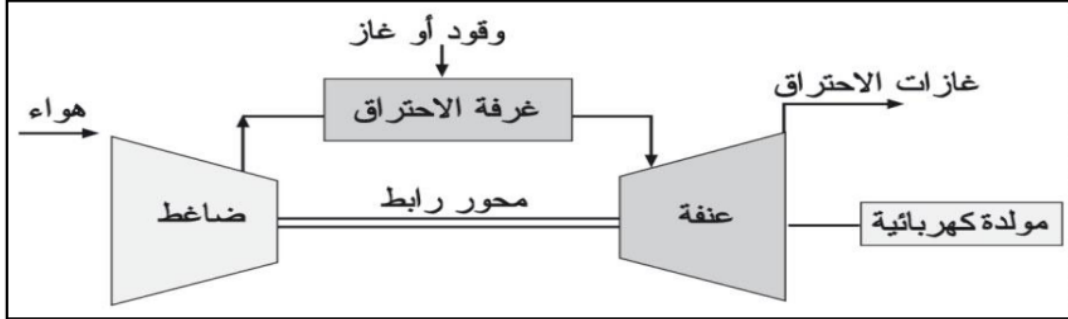 وقود أو غاز
غازات الاحتراق
هواء
غرفة الاحتراق
محور رابط
ضاغط
عنفة
مولدة كهربائية